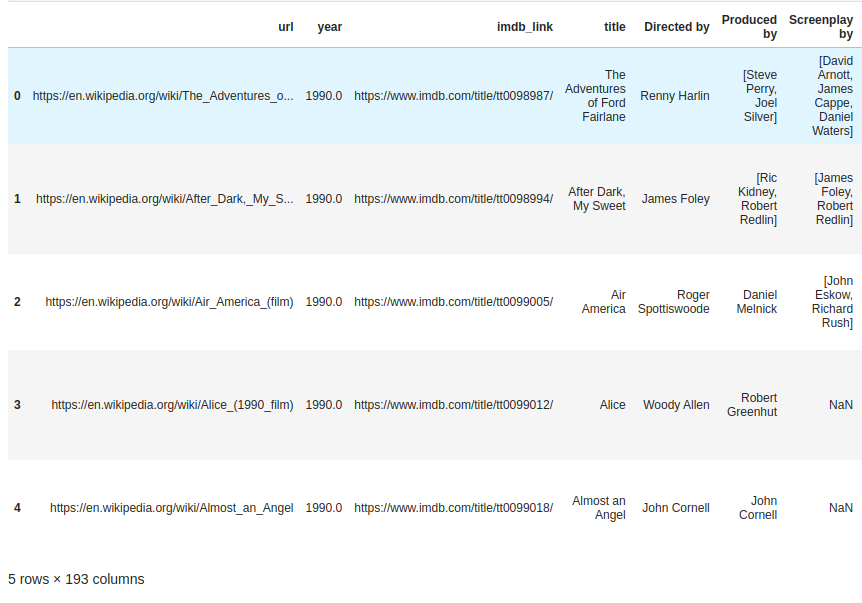 url year imdb_link title Directed by Produced by Screenplay by
0 https://en.wikipedia.org/wiki/The_Adventures_o... 1990.0 https://www.imdb.com/title/tt0098987/ The Adventures of Ford Fairlane Renny Harlin [Steve Perry, Joel Silver] [David Arnott, James Cappe, Daniel Waters]
1 https://en.wikipedia.org/wiki/After_Dark,_My_S... 1990.0 https://www.imdb.com/title/tt0098994/ After Dark, My Sweet James Foley [Ric Kidney, Robert Redlin] [James Foley, Robert Redlin]
2 https://en.wikipedia.org/wiki/Air_America_(film) 1990.0 https://www.imdb.com/title/tt0099005/ Air America Roger Spottiswoode Daniel Melnick [John Eskow, Richard Rush]
3 https://en.wikipedia.org/wiki/Alice_(1990_film) 1990.0 https://www.imdb.com/title/tt0099012/ Alice Woody Allen Robert Greenhut NaN
4 https://en.wikipedia.org/wiki/Almost_an_Angel 1990.0 https://www.imdb.com/title/tt0099018/ Almost an Angel John Cornell John Cornell NaN
5 rows × 193 columns